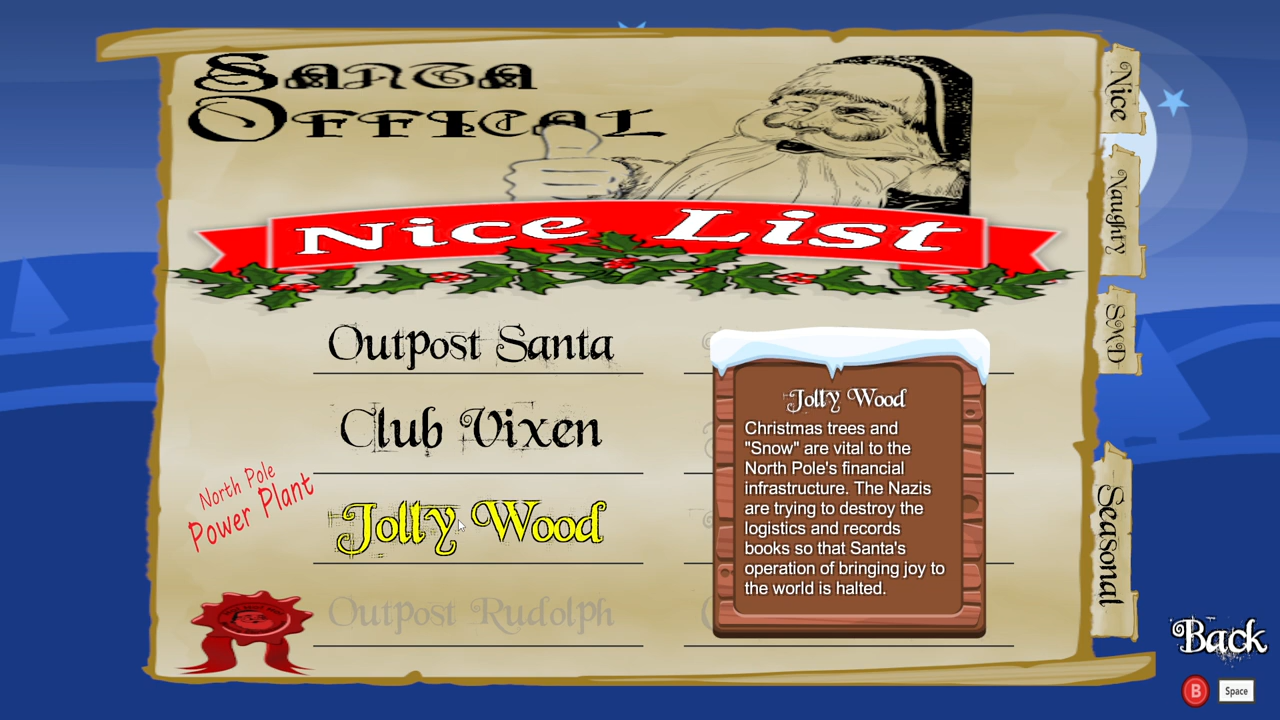 Santa
Offical
Nice List
Outpost Santa
Club Vixen
North Pole
Power Plant
Jolly Wood
Outpost Rudolph
Jolly Wood
Christmas trees and
"Snow" are vital to the
North Pole's financial
infrastructure. The Nazis
are trying to destroy the
logistics and records
books so that Santa's
operation of bringing joy to
the world is halted.
Nice
Naughty
SMD
Seasonal
Back
B
Space